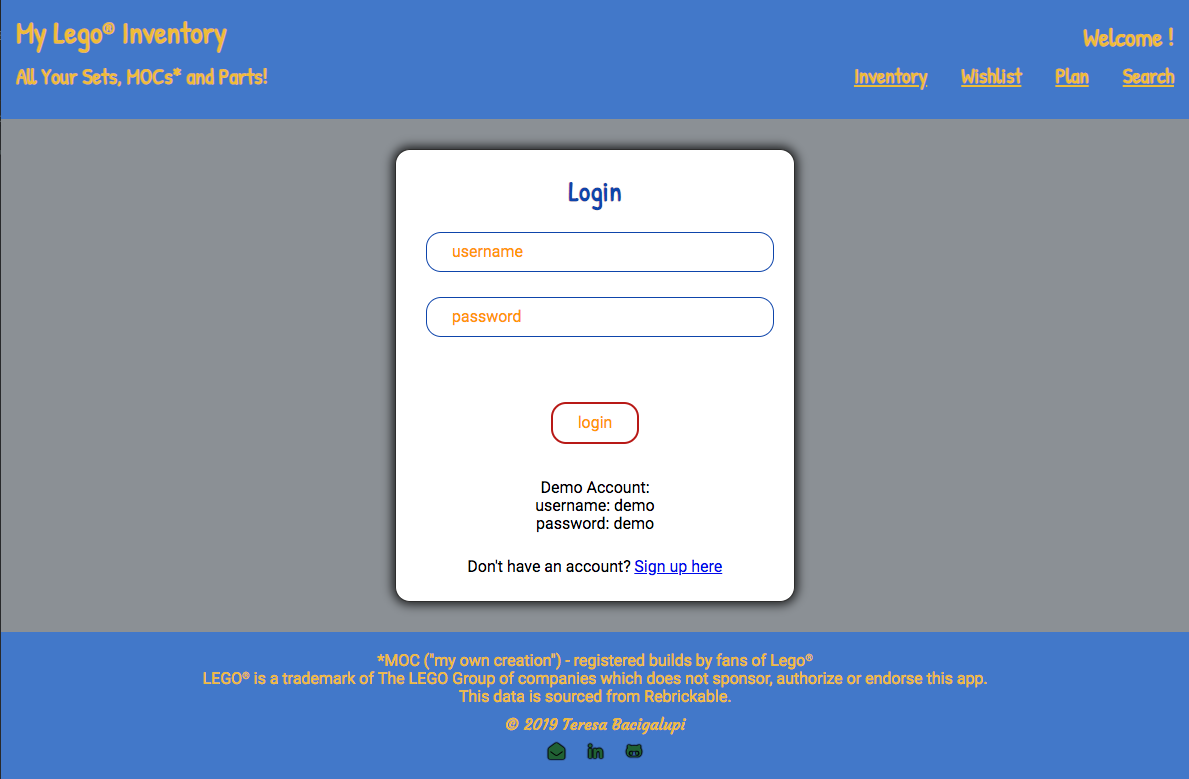 My Lego® Inventory
Welcome !
All Your Sets, MOCs* and Parts!
Inventory Wishlist Plan Search
Login
username
password
login
Demo Account:
username: demo
password: demo
Don't have an account? Sign up here
*MOC ("my own creation") - registered builds by fans of Lego®
LEGO® is a trademark of The LEGO Group of companies which does not sponsor, authorize or endorse this app.
This data is sourced from Rebrickable.
© 2019 Teresa Bacigalupi
in